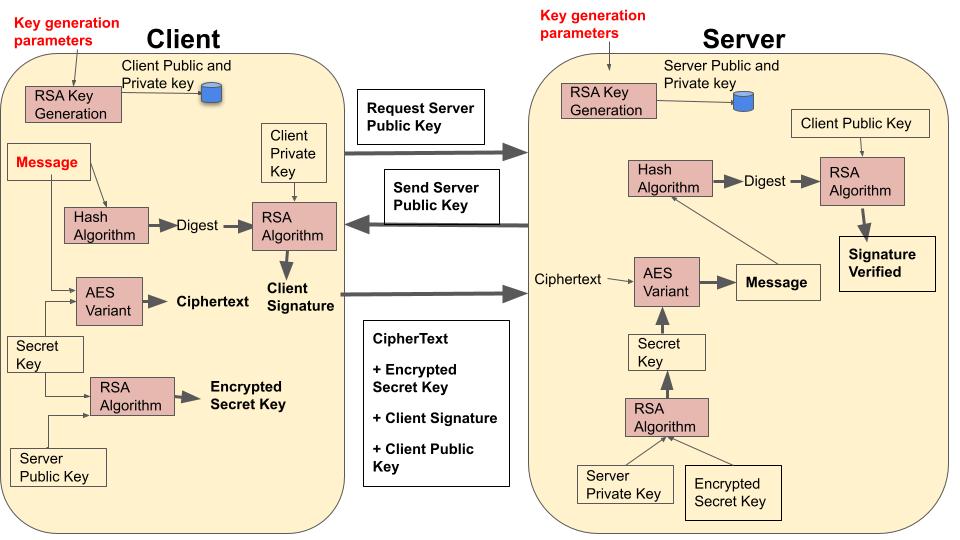 Key generation
parameters
Client
Client Public and
Private key
RSA Key
Generation
Message
Client
Private
Key
Hash
Algorithm
Digest
RSA
Algorithm
AES
Variant
Ciphertext
Client
Signature
Secret
Key
RSA
Algorithm
Encrypted
Secret Key
Server
Public Key
Request Server
Public Key
Send Server
Public Key
CipherText
+ Encrypted
Secret Key
+ Client Signature
+ Client Public
Key
Key generation
parameters
Server
Server Public and
Private key
RSA Key
Generation
Client Public Key
Hash
Algorithm
Digest
RSA
Algorithm
Signature
Verified
Ciphertext
AES
Variant
Message
Secret
Key
RSA
Algorithm
Server
Private Key
Encrypted
Secret Key